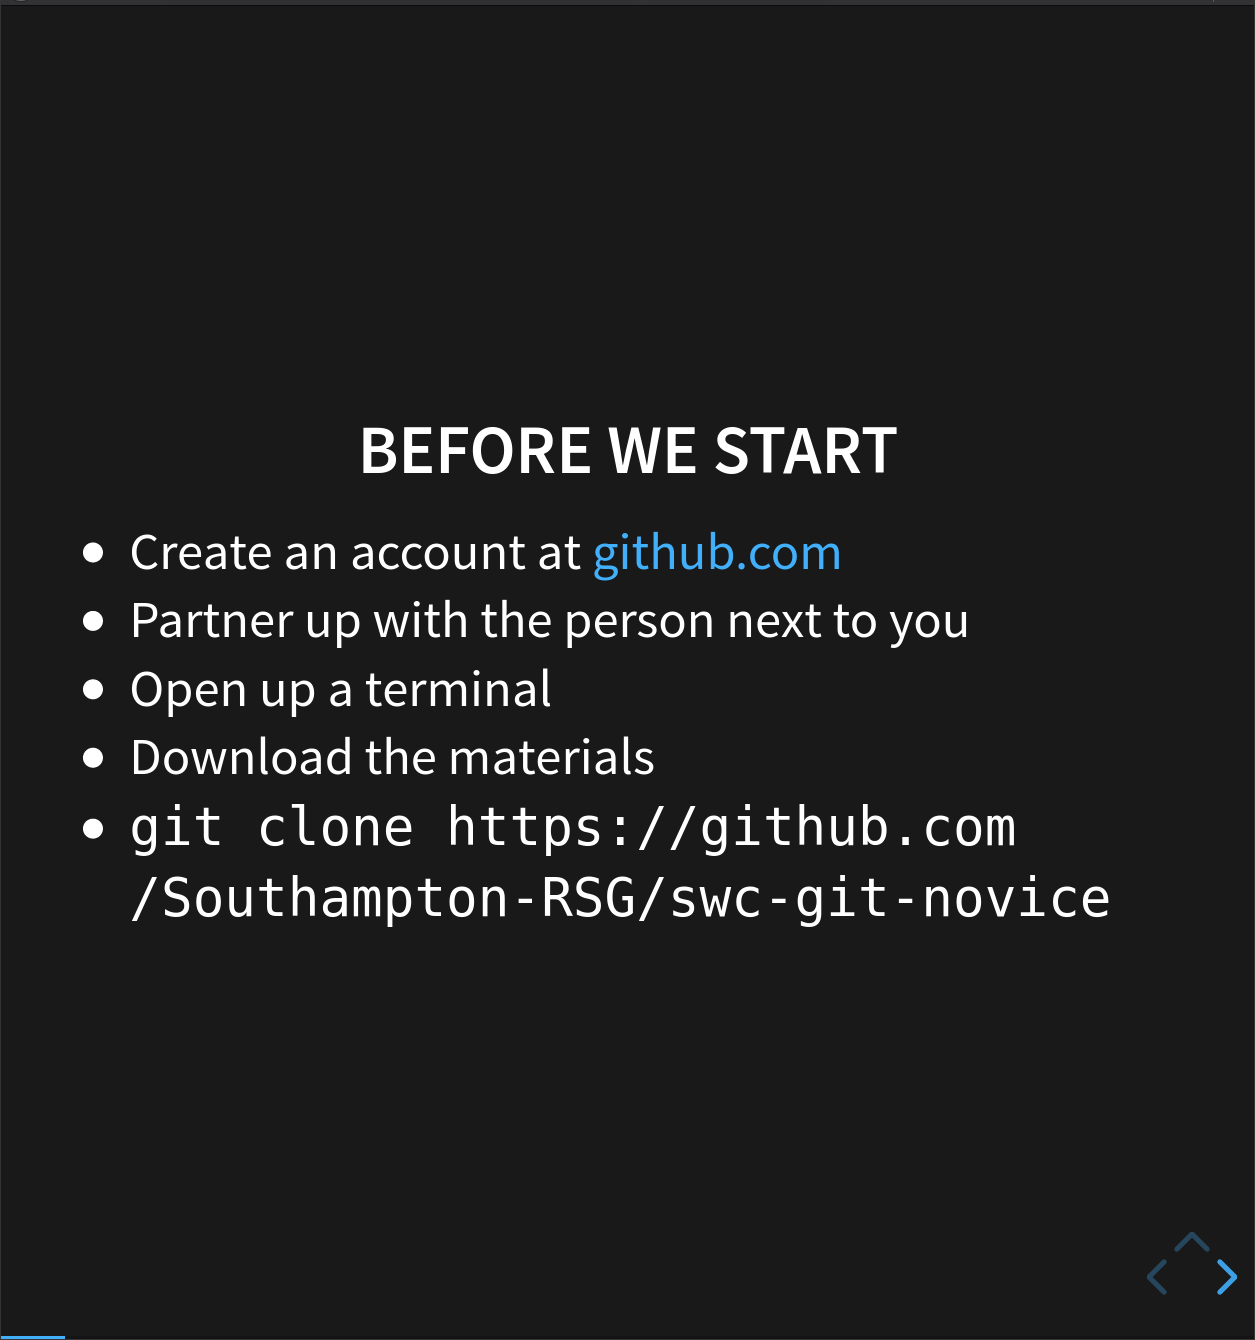 BEFORE WE START
Create an account at github.com
Partner up with the person next to you
Open up a terminal
Download the materials
git clone https://github.com
/Southampton-RSG/swc-git-novice